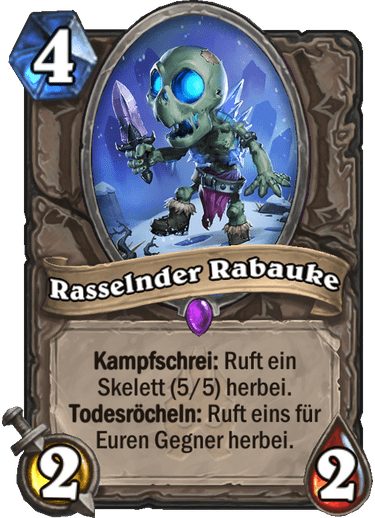 4
Rasselnder Rabauke
Kampfschrei: Ruft ein
Skelett (5/5) herbei.
Todesröcheln: Ruft eins für
Euren Gegner herbei.
2
2